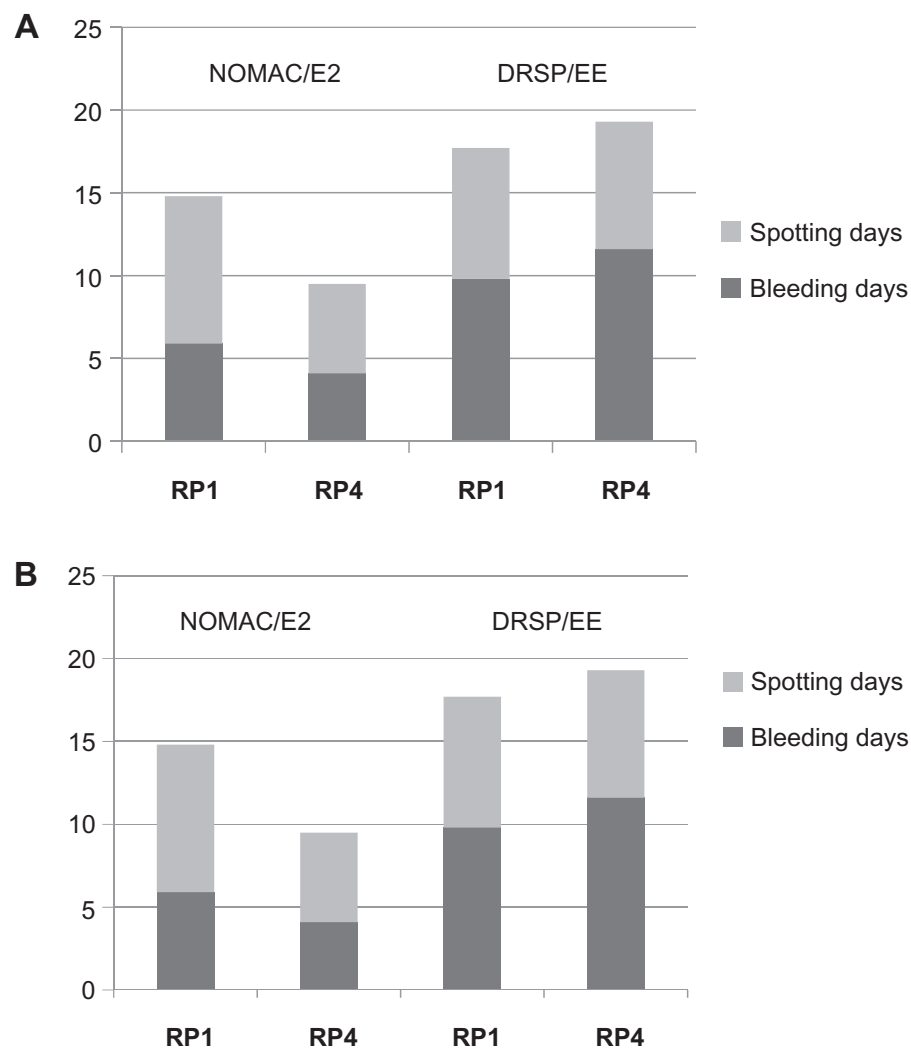 A
25
NOMAC/E2 DRSP/EE
20
15
Spotting days
10
Bleeding days
5
0
RP1 RP4 RP1 RP4
B
25
NOMAC/E2 DRSP/EE
20
Spotting days
15
Bleeding days
10
5
0
RP1 RP4 RP1 RP4